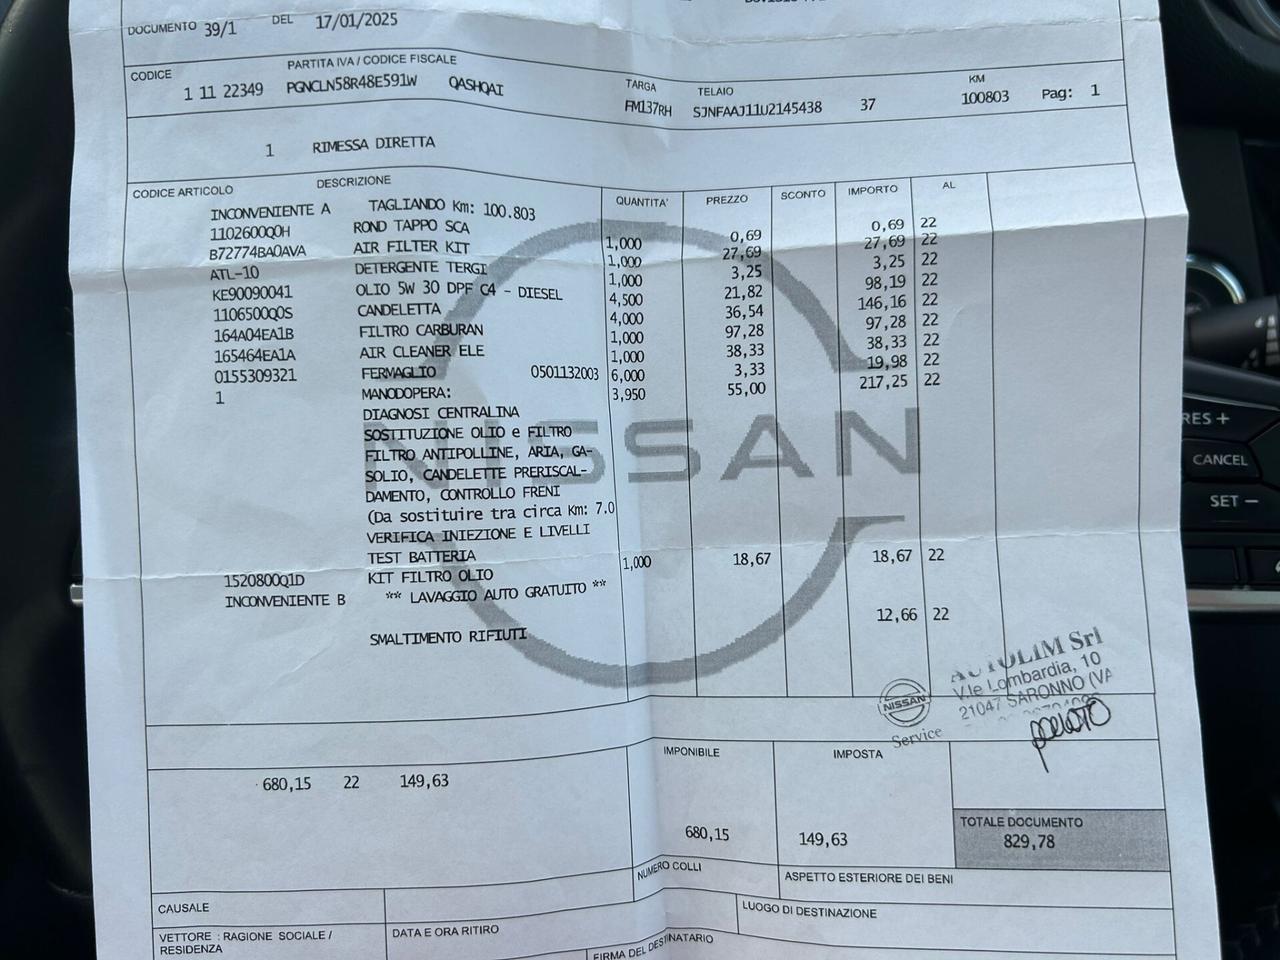 DOCUMENTO 39/1 DEL 17/01/2025
CODICE PARTITA IVA / CODICE FISCALE TARGA TELAIO KM
1 11 22349 PGNCLN58R48E591W QASHQAI FM137RH SJNFAAJ11U2145438 37 100803 Pag: 1
1 RIMESSA DIRETTA
CODICE ARTICOLO DESCRIZIONE QUANTITA' PREZZO SCONTO IMPORTO AL
INCONVENIENTE A TAGLIANDO Km: 100.803
1102600Q0H ROND TAPPO SCA 1,000 0,69 0,69 22
B72774BA0AVA AIR FILTER KIT 1,000 27,69 27,69 22
ATL-10 DETERGENTE TERGI 1,000 3,25 3,25 22
KE90090041 OLIO 5W 30 DPF C4 - DIESEL 4,500 21,82 98,19 22
1106500Q0S CANDELETTA 4,000 36,54 146,16 22
164A04EA1B FILTRO CARBURAN 1,000 97,28 97,28 22
165464EA1A AIR CLEANER ELE 1,000 38,33 38,33 22
0155309321 FERMAGLIO 0501132003 6,000 3,33 19,98 22
1 MANODOPERA: 3,950 55,00 217,25 22
DIAGNOSI CENTRALINA
SOSTITUZIONE OLIO e FILTRO
FILTRO ANTIPOLLINE, ARIA, GA-
SOLIO, CANDELETTE PRERISCAL-
DAMENTO, CONTROLLO FRENI
(Da sostituire tra circa Km: 7.0
VERIFICA INIEZIONE E LIVELLI
TEST BATTERIA
1520800Q1D KIT FILTRO OLIO 1,000 18,67 18,67 22
INCONVENIENTE B ** LAVAGGIO AUTO GRATUITO **
SMALTIMENTO RIFIUTI 12,66 22
NISSAN
AUTOLIM Srl
V.le Lombardia, 10
21047 SARONNO (VA
NISSAN
Service
IMPONIBILE IMPOSTA
680,15 22 149,63
680,15 149,63
TOTALE DOCUMENTO
829,78
NUMERO COLLI ASPETTO ESTERIORE DEI BENI
CAUSALE LUOGO DI DESTINAZIONE
VETTORE : RAGIONE SOCIALE / RESIDENZA DATA E ORA RITIRO
FIRMA DEL DESTINATARIO
RES +
CANCEL
SET −